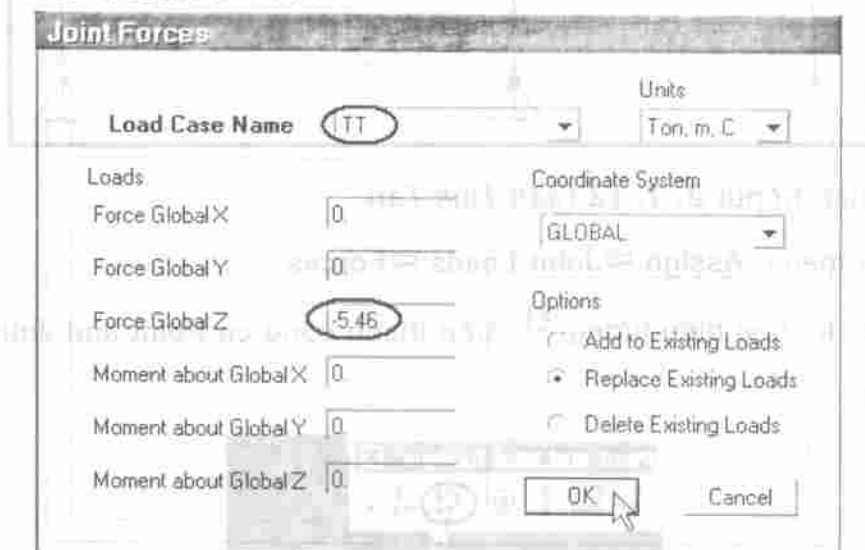 Joint Forces
Units
Load Case Name TT Ton, m, C
Loads
Coordinate System
Force Global X 0.
GLOBAL
Force Global Y 0.
Options
Force Global Z -5.46
Add to Existing Loads
Moment about Global X 0.
Replace Existing Loads
Moment about Global Y 0.
Delete Existing Loads
Moment about Global Z 0.
OK Cancel